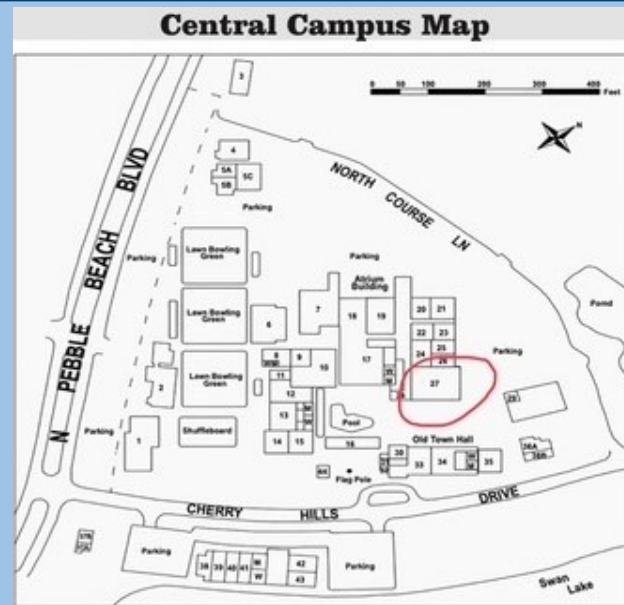 Central Campus Map
0 50 100 200 300 400
Feet
N
3
4
5A
5B
5C
N PEBBLE BEACH BLVD
NORTH COURSE LN
Parking
Parking
Lawn Bowling
Green
Parking
Atrium
Building
Pond
Lawn Bowling
Green
7
18
19
20
21
6
22
23
Parking
17
24
25
26
8
9
10
27
11
Lawn Bowling
Green
2
12
13
M
W
Pool
Parking
Shuffleboard
1
14
15
16
Old Town Hall
30
33
34
W
M
35
36A
36B
Flag Pole
CHERRY HILLS DRIVE
Parking
38
39
40
41
M
W
42
43
Parking
Swan
Lake